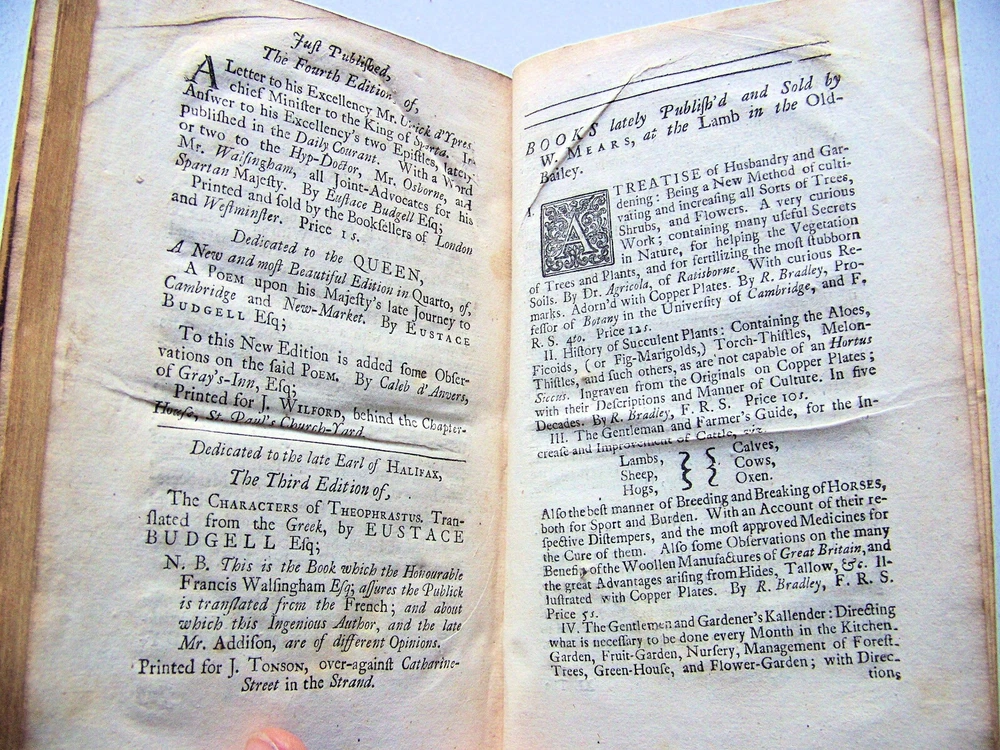 Juſt Publiſhed,
The Fourth Edition of,
A Letter to his Excellency Mr. Ulrick d'Ypres,
chief Miniſter to the King of Sparta. In
Anſwer to his Excellency's two Epiſtles, lately
publiſhed in the Daily Courant. With a Word
or two to the Hyp-Doctor, Mr. Osborne, and
Mr. Walſingham, all Joint-Advocates for his
Spartan Majeſty. By Euſtace Budgell Eſq;
Printed and ſold by the Bookſellers of London
and Weſtminſter. Price 1 s.
Dedicated to the QUEEN,
A New and moſt Beautiful Edition in Quarto, of,
A POEM upon his Majeſty's late Journey to
Cambridge and New-Market. By EUSTACE
BUDGELL Eſq;
To this New Edition is added ſome Obſer-
vations on the ſaid POEM. By Caleb d'Anvers,
of Gray's-Inn, Eſq;
Printed for J. WILFORD, behind the Chapter-
Houſe, St. Paul's Church-Yard.
Dedicated to the late Earl of HALIFAX,
The Third Edition of,
The CHARACTERS of THEOPHRASTUS. Tran-
ſlated from the Greek, by EUSTACE
BUDGELL Eſq;
N. B. This is the Book which the Honourable
Francis Walſingham Eſq; aſſures the Publick
is tranſlated from the French; and about
which this Ingenious Author, and the late
Mr. Addiſon, are of different Opinions.
Printed for J. TONSON, over-againſt Catharine-
Street in the Strand.
BOOKS lately Publiſh'd and Sold by
W. MEARS, at the Lamb in the Old-
Bailey.
I. A TREATISE of Husbandry and Gar-
dening: Being a New Method of culti-
vating and increaſing all Sorts of Trees,
Shrubs, and Flowers. A very curious
Work; containing many uſeful Secrets
in Nature, for helping the Vegetation
of Trees and Plants, and for fertilizing the moſt ſtubborn
Soils. By Dr. Agricola, of Ratisborne. With curious Re-
marks. Adorn'd with Copper Plates. By R. Bradley, Pro-
feſſor of Botany in the Univerſity of Cambridge, and F.
R. S. 4to. Price 12s.
II. Hiſtory of Succulent Plants: Containing the Aloes,
Ficoids, (or Fig-Marigolds,) Torch-Thiſtles, Melon-
Thiſtles, and ſuch others, as are not capable of an Hortus
Siccus. Ingraven from the Originals on Copper Plates;
with their Deſcriptions and Manner of Culture. In five
Decades. By R. Bradley, F. R. S. Price 10s.
III. The Gentleman and Farmer's Guide, for the In-
creaſe and Improvement of Cattle, viz.
Lambs, Calves,
Sheep, Cows,
Hogs, Oxen.
Alſo the beſt manner of Breeding and Breaking of HORSES,
both for Sport and Burden. With an Account of their re-
ſpective Diſtempers, and the moſt approved Medicines for
the Cure of them. Alſo ſome Obſervations on the many
Benefits of the Woollen Manufactures of Great Britain, and
the great Advantages ariſing from Hides, Tallow, &c. Il-
luſtrated with Copper Plates. By R. Bradley, F. R. S.
Price 5 s.
IV. The Gentlemen and Gardener's Kallender: Directing
what is neceſſary to be done every Month in the Kitchen-
Garden, Fruit-Garden, Nurſery, Management of Foreſt-
Trees, Green-Houſe, and Flower-Garden; with Direc-
tions